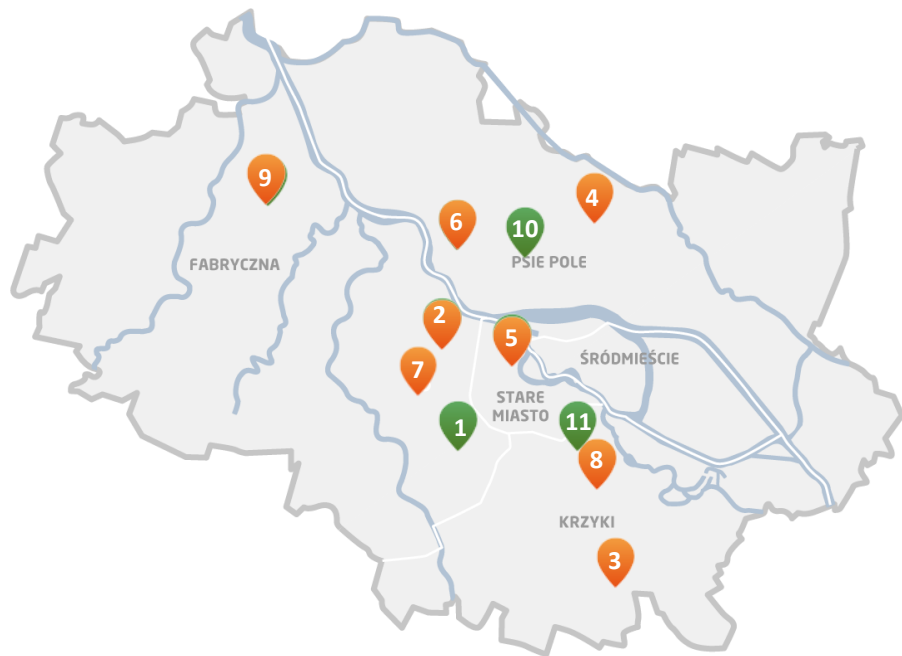 9
4
6
10
PSIE POLE
FABRYCZNA
2
5
ŚRÓDMIEŚCIE
7
STARE
MIASTO
1
11
8
KRZYKI
3